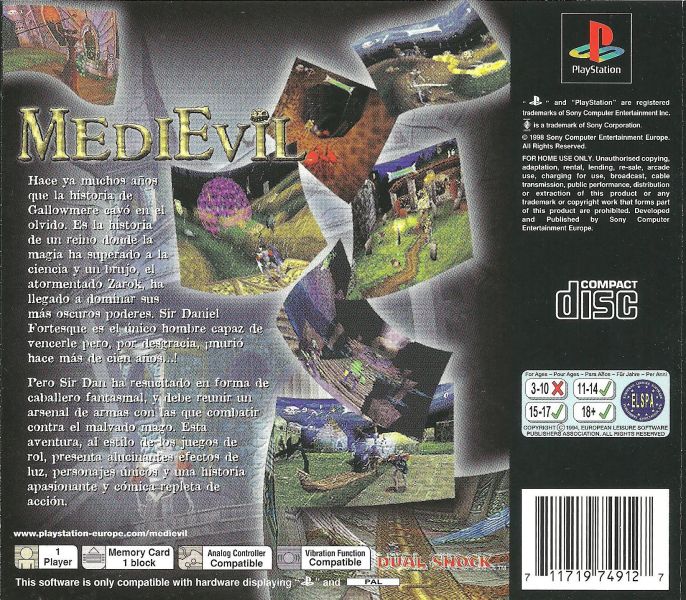 MEDIEVIL
Hace ya muchos años
que la historia de
Gallowmere cayó en el
olvido. Es la historia
de un reino donde la
magia ha superado a la
ciencia y un brujo, el
atormentado Zarok, ha
llegado a dominar sus
más oscuros poderes. Sir Daniel
Fortesque es el único hombre capaz de
vencerle pero, por desgracia, ¡murió
hace más de cien años...!
Pero Sir Dan ha resucitado en forma de
caballero fantasmal, y debe reunir un
arsenal de armas con las que combatir
contra el malvado mago. Esta
aventura, al estilo de los juegos de
rol, presenta alucinantes efectos de
luz, personajes únicos y una historia
apasionante y cómica repleta de
acción.
www.playstation-europe.com/medievil
1
Player
Memory Card
1 block
Analog Controller
Compatible
Vibration Function
Compatible
DUAL SHOCK™
This software is only compatible with hardware displaying " " and PAL
PlayStation
" " and "PlayStation" are registered
trademarks of Sony Computer Entertainment Inc.
is a trademark of Sony Corporation.
© 1998 Sony Computer Entertainment Europe.
All Rights Reserved.
FOR HOME USE ONLY. Unauthorised copying,
adaptation, rental, lending, re-sale, arcade
use, charging for use, broadcast, cable
transmission, public performance, distribution
or extraction of this product or any
trademark or copyright work that forms part
of this product are prohibited. Developed
and Published by Sony Computer
Entertainment Europe.
COMPACT
disc
For Ages - Pour Ages - Para Años - Für Jahre - Per Anni
3-10 11-14
15-17 18+
ELSPA
COPYRIGHT © 1994, EUROPEAN LEISURE SOFTWARE
PUBLISHERS ASSOCIATION. ALL RIGHTS RESERVED
7 11719 74912 7